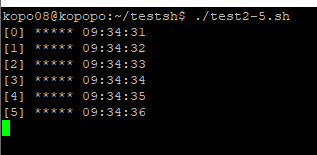 kopo08@kopopo:~/testsh$ ./test2-5.sh
[0] ***** 09:34:31
[1] ***** 09:34:32
[2] ***** 09:34:33
[3] ***** 09:34:34
[4] ***** 09:34:35
[5] ***** 09:34:36